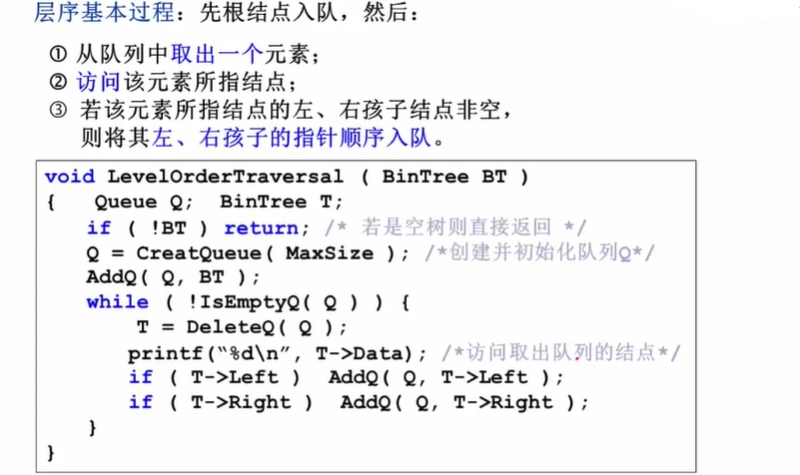 层序基本过程：先根结点入队，然后：
① 从队列中取出一个元素；
② 访问该元素所指结点；
③ 若该元素所指结点的左、右孩子结点非空，
则将其左、右孩子的指针顺序入队。
void LevelOrderTraversal ( BinTree BT )
{ Queue Q; BinTree T;
if ( !BT ) return; /* 若是空树则直接返回 */
Q = CreatQueue( MaxSize ); /*创建并初始化队列Q*/
AddQ( Q, BT );
while ( !IsEmptyQ( Q ) ) {
T = DeleteQ( Q );
printf(“%d\n”, T->Data); /*访问取出队列的结点*/
if ( T->Left ) AddQ( Q, T->Left );
if ( T->Right ) AddQ( Q, T->Right );
}
}